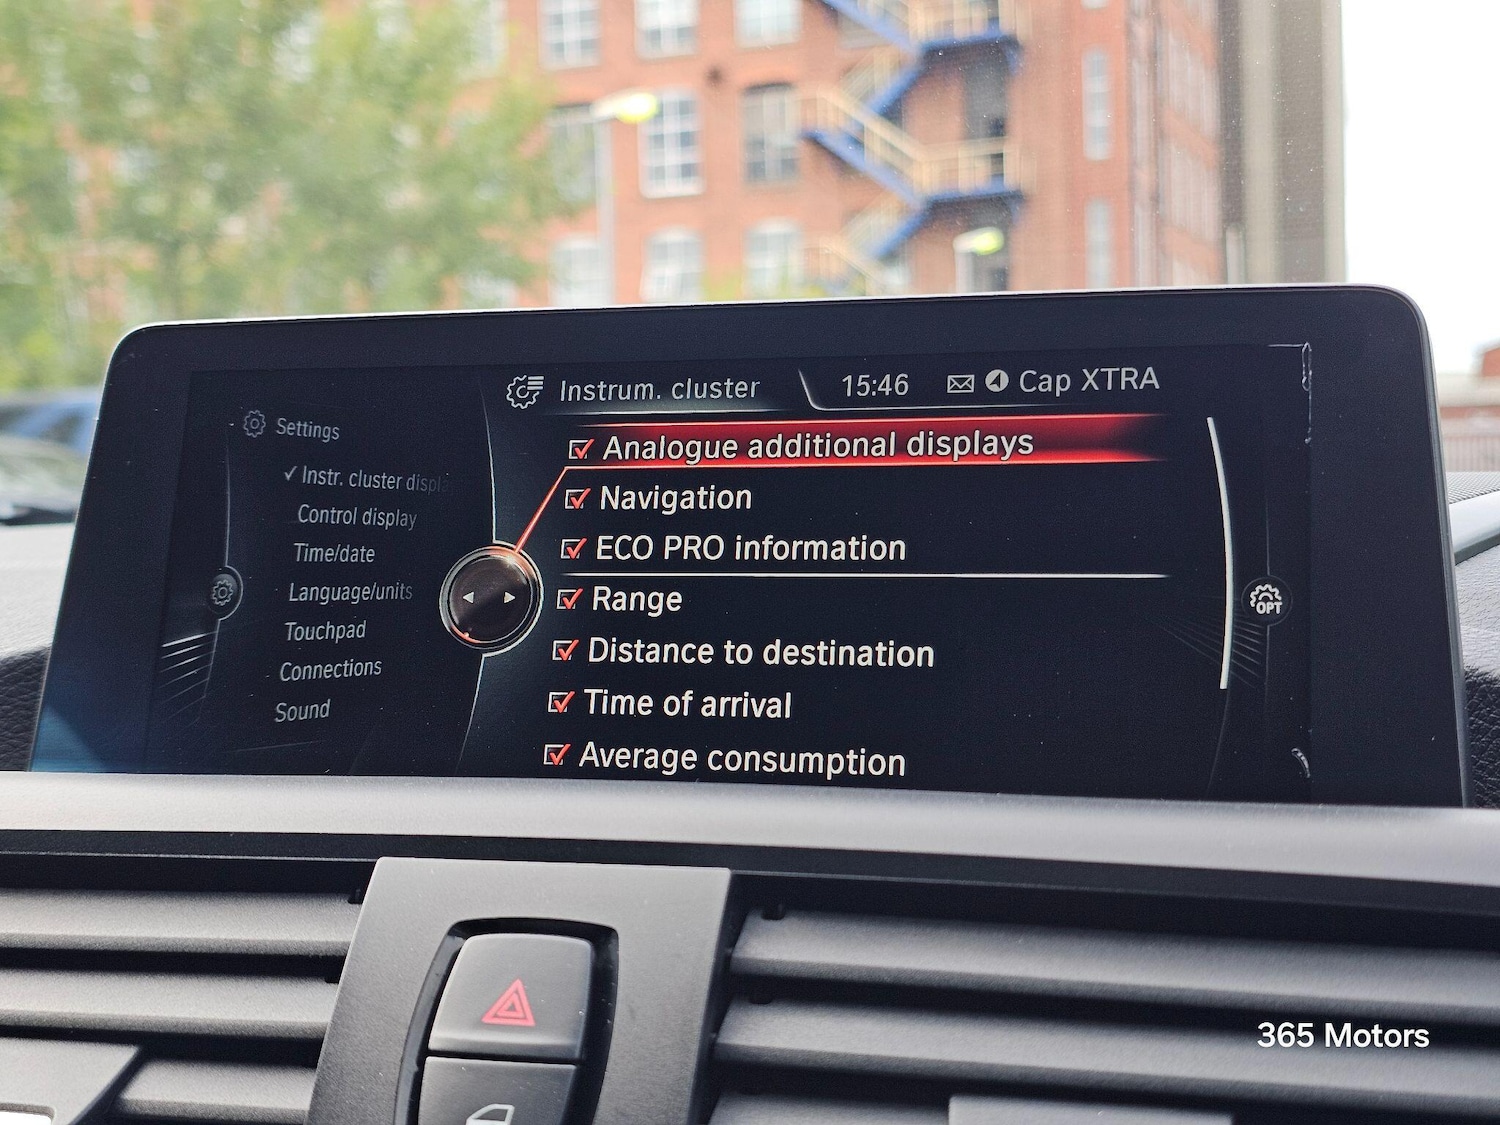 Instrum. cluster
15:46
Cap XTRA
Settings
Instr. cluster displ
Control display
Time/date
Language/units
Touchpad
Connections
Sound
Analogue additional displays
Navigation
ECO PRO information
Range
Distance to destination
Time of arrival
Average consumption
OPT
365 Motors